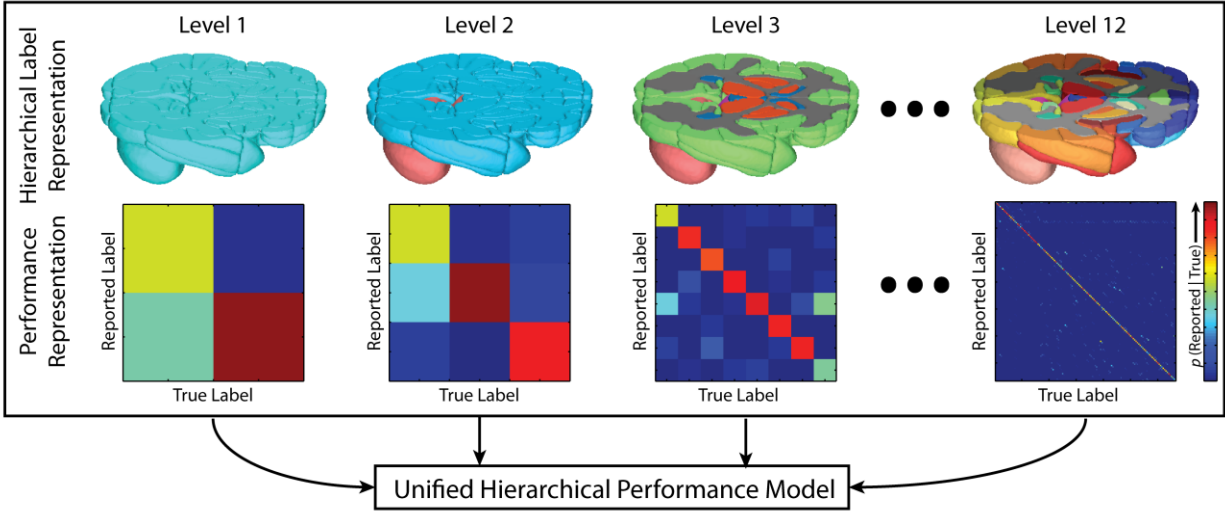 Level 1
Level 2
Level 3
Level 12
Hierarchical Label
Representation
Performance
Representation
Reported Label
Reported Label
Reported Label
Reported Label
p (Reported | True)
True Label
True Label
True Label
True Label
Unified Hierarchical Performance Model